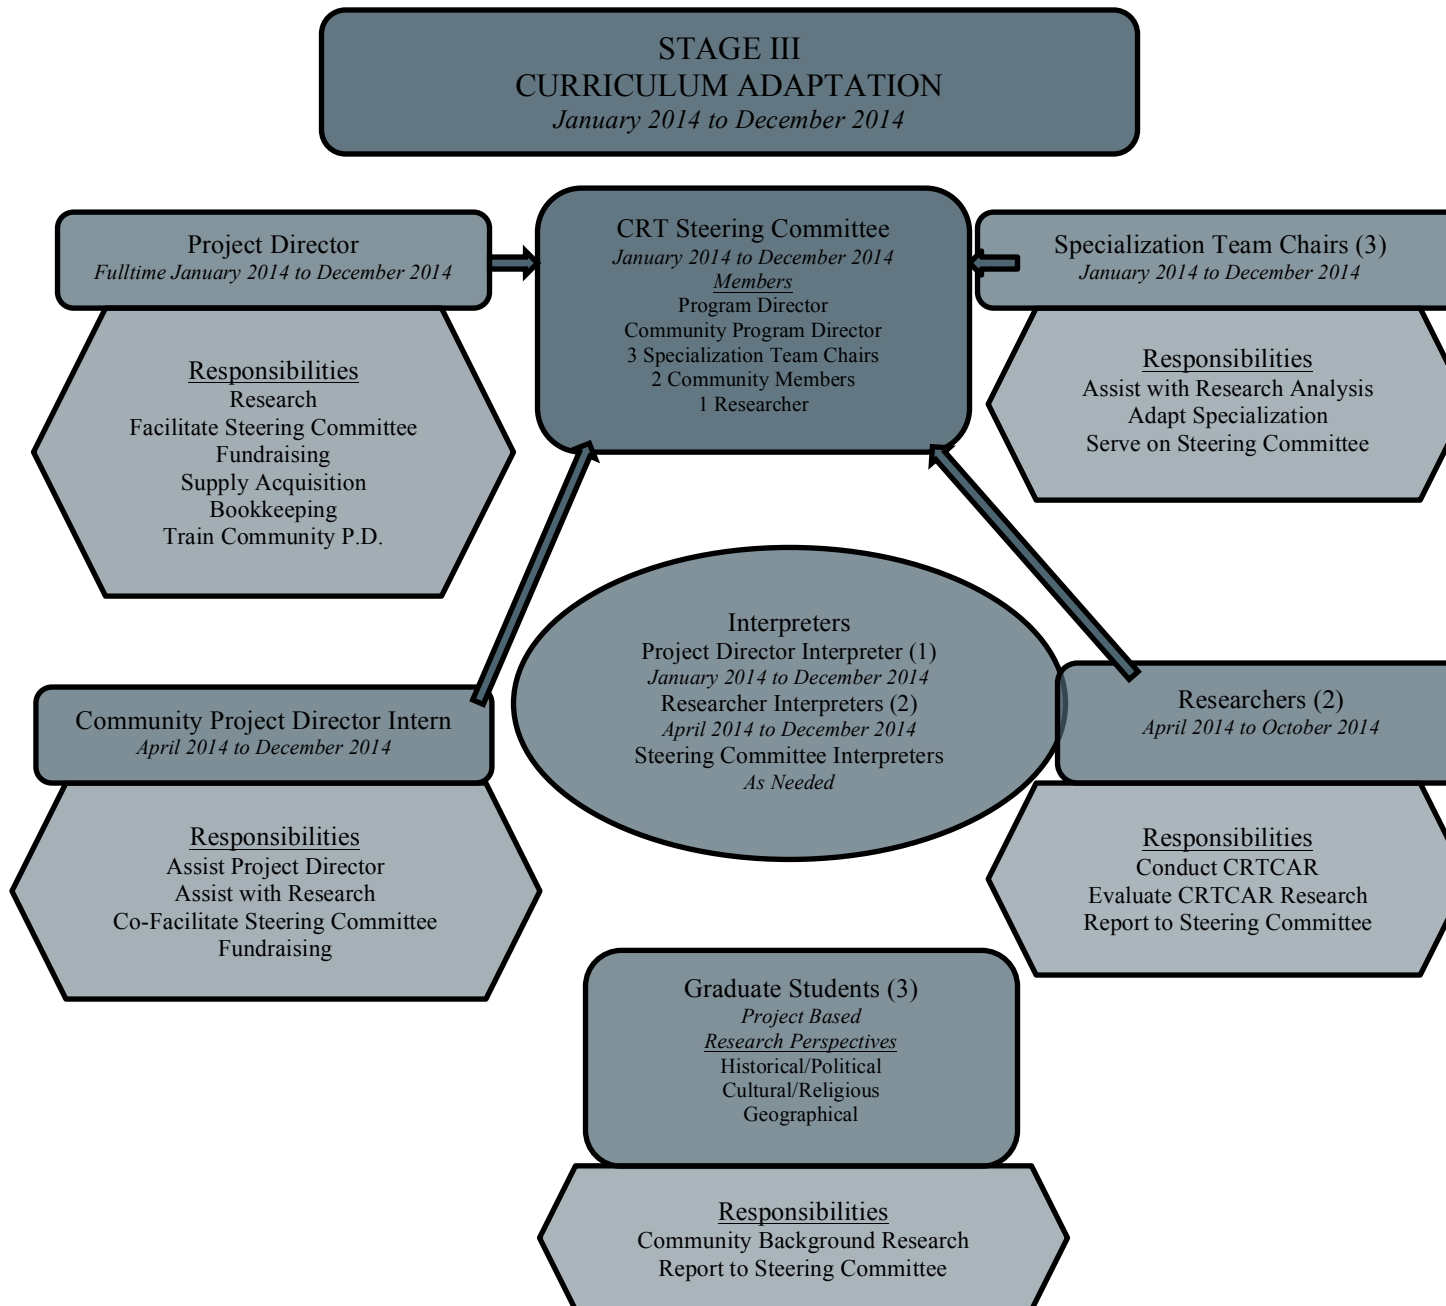 STAGE III
CURRICULUM ADAPTATION
January 2014 to December 2014
Project Director
Fulltime January 2014 to December 2014
Responsibilities
Research
Facilitate Steering Committee
Fundraising
Supply Acquisition
Bookkeeping
Train Community P.D.
CRT Steering Committee
January 2014 to December 2014
Members
Program Director
Community Program Director
3 Specialization Team Chairs
2 Community Members
1 Researcher
Specialization Team Chairs (3)
January 2014 to December 2014
Responsibilities
Assist with Research Analysis
Adapt Specialization
Serve on Steering Committee
Interpreters
Project Director Interpreter (1)
January 2014 to December 2014
Researcher Interpreters (2)
April 2014 to December 2014
Steering Committee Interpreters
As Needed
Community Project Director Intern
April 2014 to December 2014
Responsibilities
Assist Project Director
Assist with Research
Co-Facilitate Steering Committee
Fundraising
Researchers (2)
April 2014 to October 2014
Responsibilities
Conduct CRTCAR
Evaluate CRTCAR Research
Report to Steering Committee
Graduate Students (3)
Project Based
Research Perspectives
Historical/Political
Cultural/Religious
Geographical
Responsibilities
Community Background Research
Report to Steering Committee